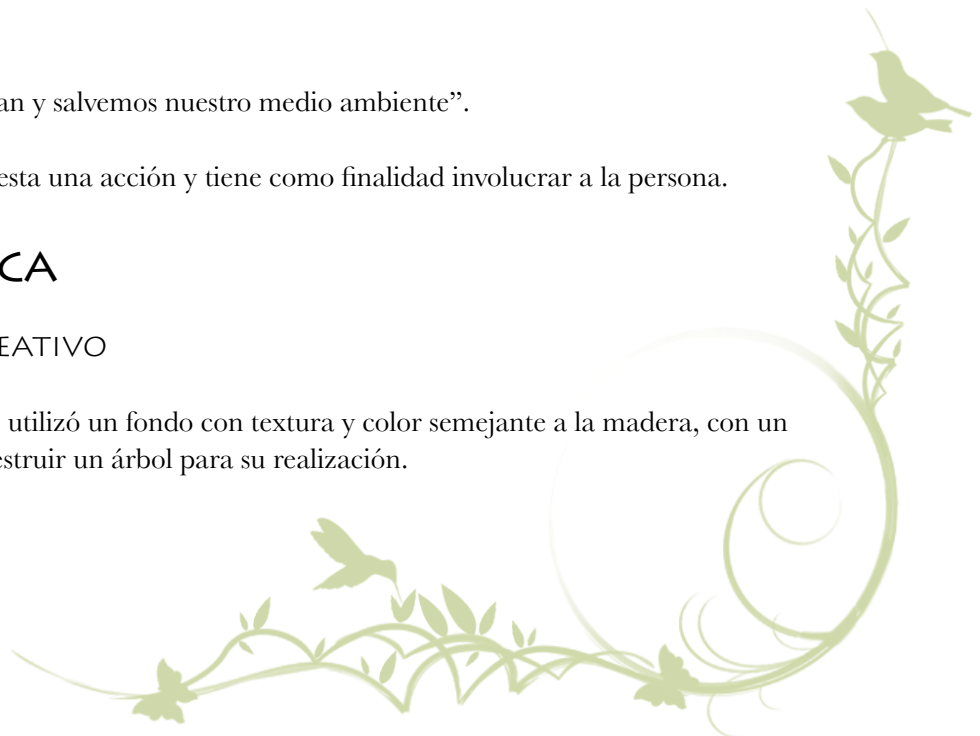 an y salvemos nuestro medio ambiente”.
esta una acción y tiene como finalidad involucrar a la persona.
CA
EATIVO
utilizó un fondo con textura y color semejante a la madera, con un
estruir un árbol para su realización.